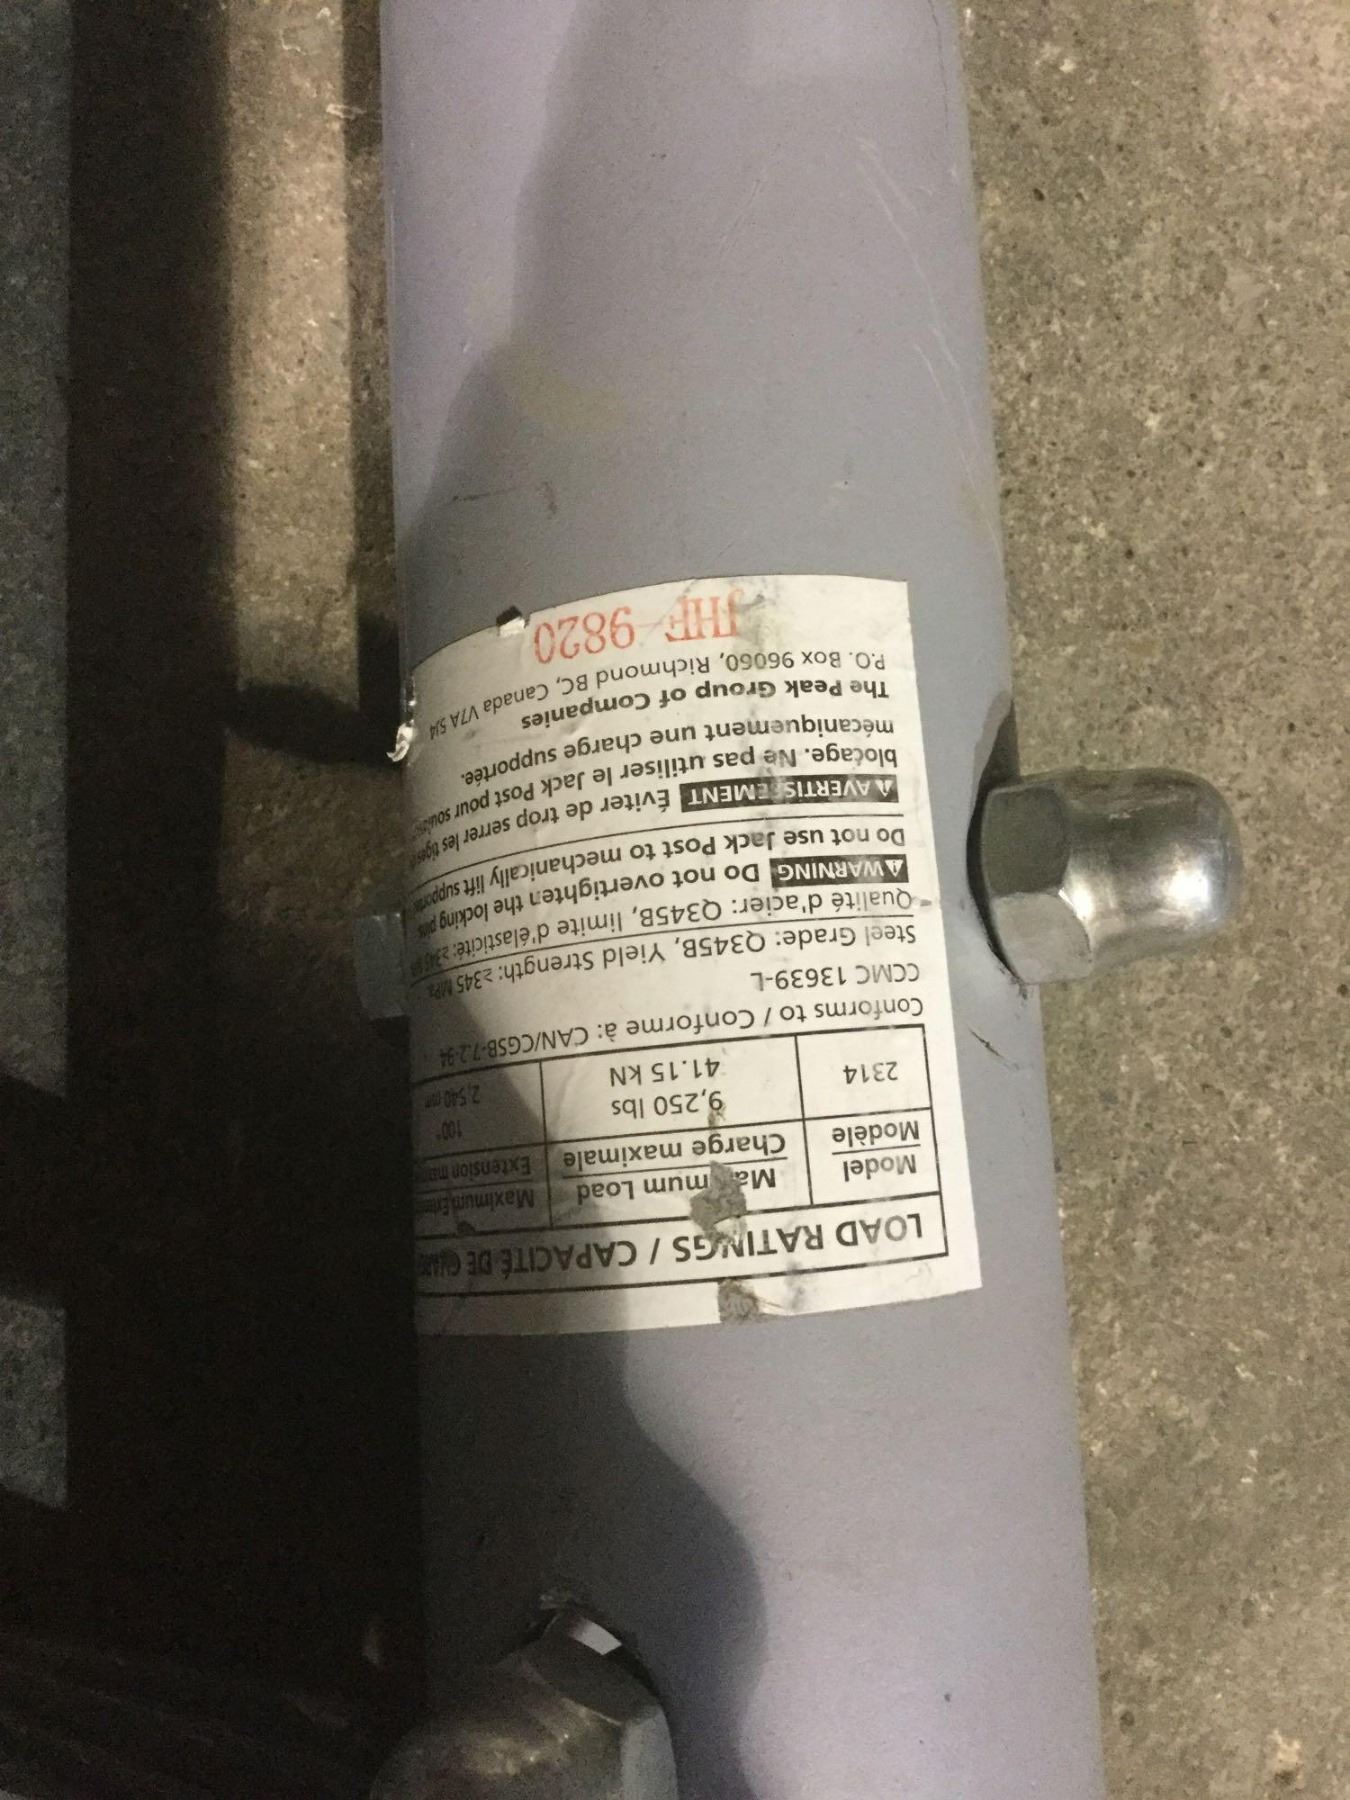 LOAD RATINGS / CAPACITÉ DE
Model
Modèle
Load
Charge maximale
Maximum
Extension
2314
9,250 lbs
41.15 kN
100"
2,540 mm
Conforms to / Conforme à: CAN/CGSB-7.2-94
CCMC 13639-L
Steel Grade: Q345B, Yield Strength: ≥345 MPa
Qualité d'acier: Q345B, limite d'élasticité: ≥345
WARNING Do not overtighten the locking pins
Do not use Jack Post to mechanically lift
AVERTISSEMENT Éviter de trop serrer les tiges
blocage. Ne pas utiliser le Jack Post pour
mécaniquement une charge supportée.
The Peak Group of Companies
P.O. Box 96060, Richmond BC, Canada V7A 5J4
JHF-9820